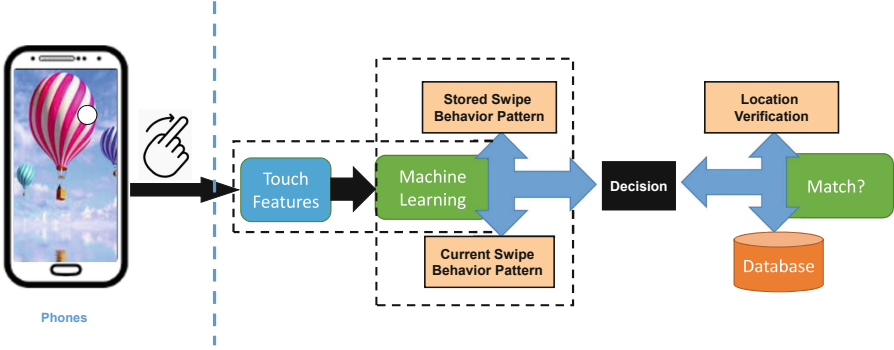 Phones
Touch
Features
Machine
Learning
Stored Swipe
Behavior Pattern
Current Swipe
Behavior Pattern
Decision
Location
Verification
Match?
Database